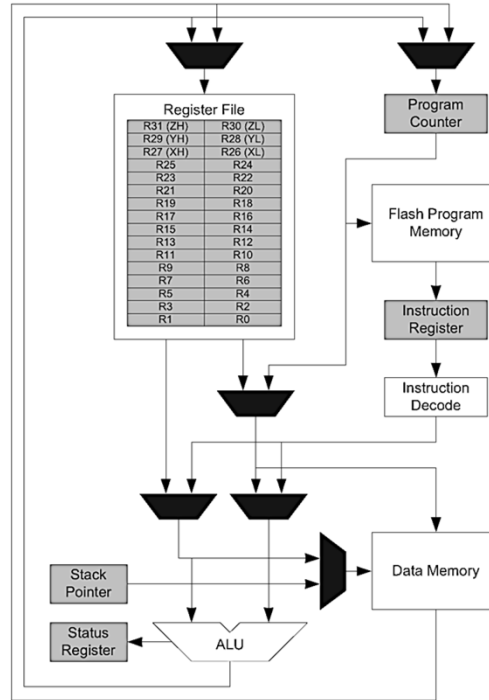 Register File
R31 (ZH) R30 (ZL)
R29 (YH) R28 (YL)
R27 (XH) R26 (XL)
R25 R24
R23 R22
R21 R20
R19 R18
R17 R16
R15 R14
R13 R12
R11 R10
R9 R8
R7 R6
R5 R4
R3 R2
R1 R0
Program
Counter
Flash Program
Memory
Instruction
Register
Instruction
Decode
Stack
Pointer
Data Memory
Status
Register
ALU